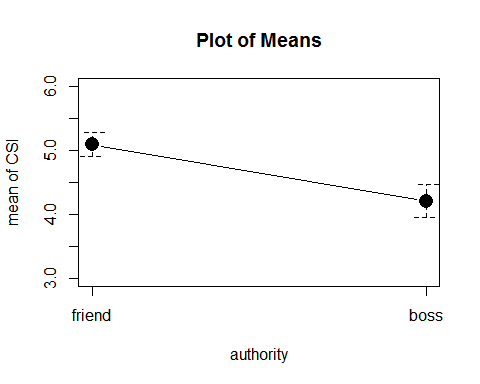 Plot of Means
mean of CSI
6.0
5.0
4.0
3.0
friend
boss
authority